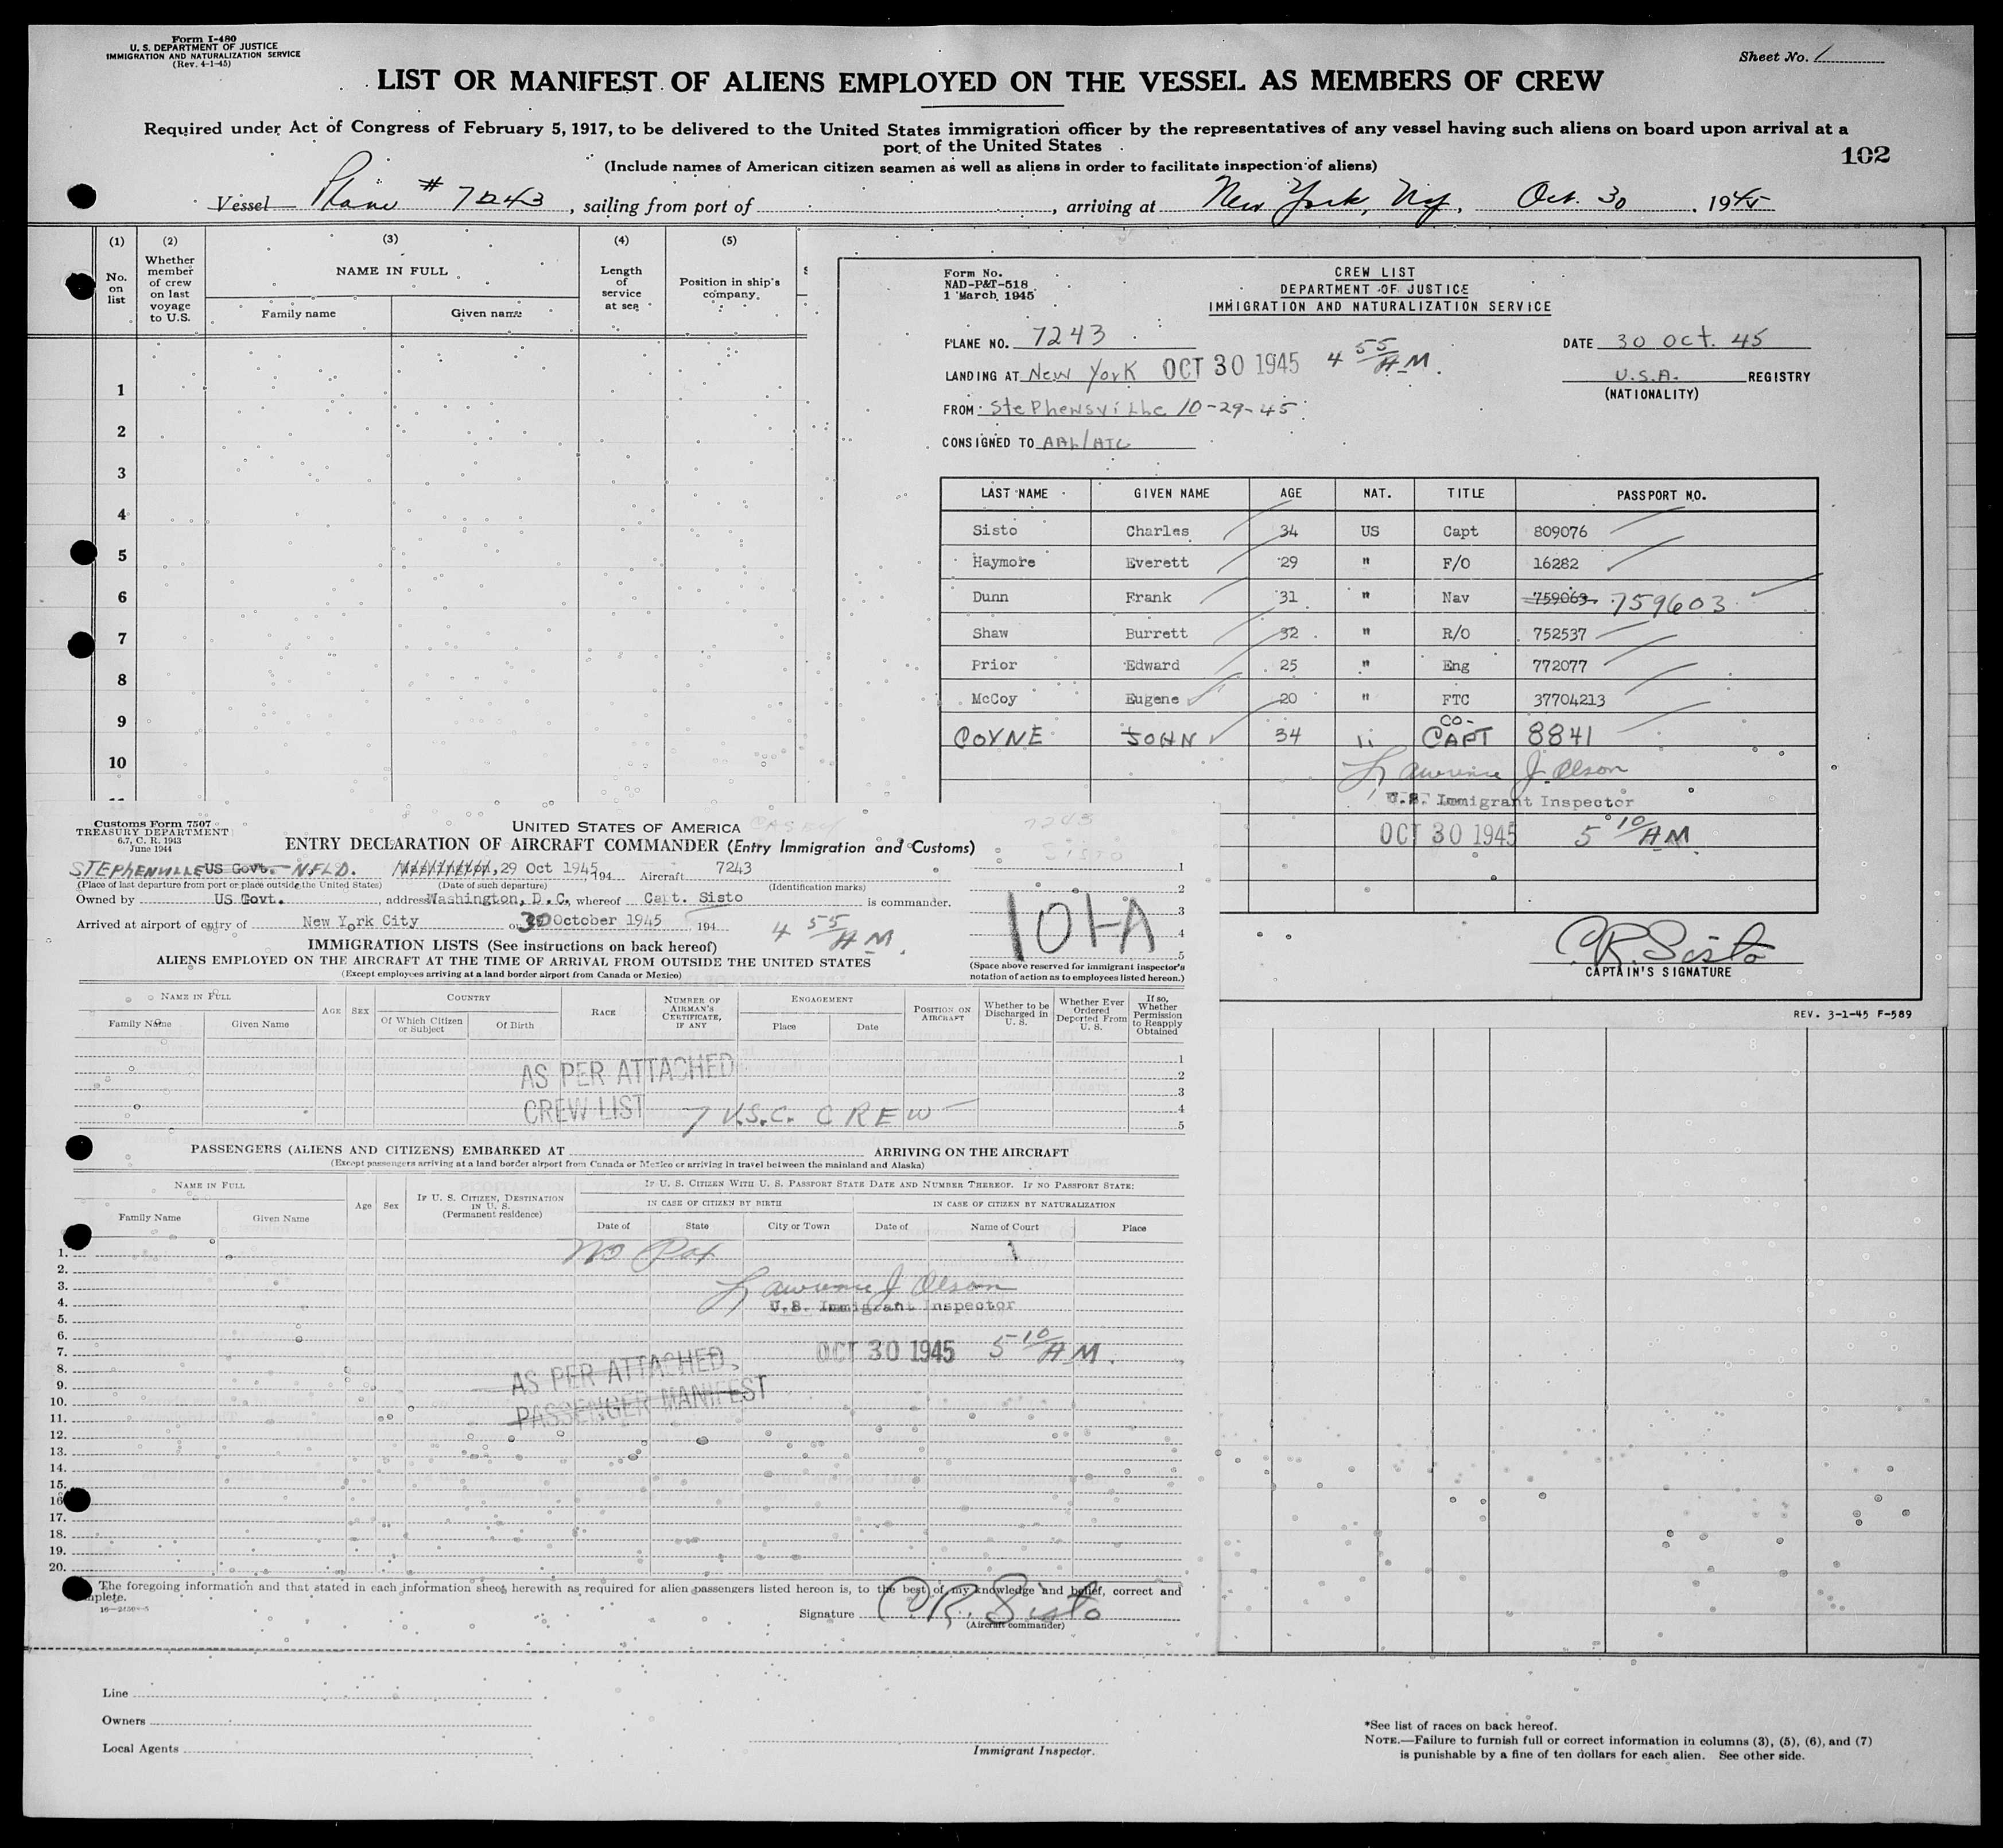 Form I-480
U. S. DEPARTMENT OF JUSTICE
IMMIGRATION AND NATURALIZATION SERVICE
(Rev. 4-1-45)
Sheet No. 1
LIST OR MANIFEST OF ALIENS EMPLOYED ON THE VESSEL AS MEMBERS OF CREW
Required under Act of Congress of February 5, 1917, to be delivered to the United States immigration officer by the representatives of any vessel having such aliens on board upon arrival at a
port of the United States
102
(Include names of American citizen seamen as well as aliens in order to facilitate inspection of aliens)
Vessel Plane # 7243, sailing from port of , arriving at New York, NY, Oct. 30, 1945
(1) (2) (3) (4) (5)
No. on list
Whether member of crew on last voyage to U.S.
NAME IN FULL
Family name Given name
Length of service at sea
Position in ship's company
1
2
3
4
5
6
7
8
9
10
Form No.
NAD-P&T-518
1 March 1945
CREW LIST
DEPARTMENT OF JUSTICE
IMMIGRATION AND NATURALIZATION SERVICE
PLANE NO. 7243
DATE 30 Oct. 45
LANDING AT New York OCT 30 1945 4 55 AM.
U.S.A. REGISTRY
(NATIONALITY)
FROM Stephensville 10-29-45
CONSIGNED TO AAL/ATC
LAST NAME GIVEN NAME AGE NAT. TITLE PASSPORT NO.
Sisto Charles 34 US Capt 809076
Haymore Everett 29 " F/O 16282
Dunn Frank 31 " Nav 759063 759603
Shaw Burrett 32 " R/O 752537
Prior Edward 25 " Eng 772077
McCoy Eugene 20 " FTC 37704213
COYNE JOHN 34 " CO-CAPT 8841
Lawrence J. Olson
U.S. Immigrant Inspector
OCT 30 1945 5 10 AM
C.R. Sisto
CAPTAIN'S SIGNATURE
REV. 3-1-45 F-589
Customs Form 7507
TREASURY DEPARTMENT
6.7, C. R. 1943
June 1944
UNITED STATES OF AMERICA
CASEY
7243
Sisto
ENTRY DECLARATION OF AIRCRAFT COMMANDER (Entry Immigration and Customs)
STEPHENVILLE US Govt. NFLD. Washington, 29 Oct 1945, 194 Aircraft 7243
(Place of last departure from port or place outside the United States) (Date of such departure) (Identification marks)
Owned by US Govt., address Washington, D.C., whereof Capt. Sisto is commander.
Arrived at airport of entry of New York City on 30 October 1945 194 4 55 AM.
1
2
3
4
5
101-A
(Space above reserved for immigrant inspector's
notation of action as to employees listed hereon.)
IMMIGRATION LISTS (See instructions on back hereof)
ALIENS EMPLOYED ON THE AIRCRAFT AT THE TIME OF ARRIVAL FROM OUTSIDE THE UNITED STATES
(Except employees arriving at a land border airport from Canada or Mexico)
NAME IN FULL
Family Name Given Name
AGE SEX
COUNTRY
Of Which Citizen or Subject Of Birth
RACE
NUMBER OF AIRMAN'S CERTIFICATE, IF ANY
ENGAGEMENT
Place Date
POSITION ON AIRCRAFT
Whether to be Discharged in U. S.
Whether Ever Ordered Deported From U. S.
If so, Whether Permission to Reapply Obtained
1
2
3
4
5
AS PER ATTACHED
CREW LIST 7 U.S.C. CREW
PASSENGERS (ALIENS AND CITIZENS) EMBARKED AT ARRIVING ON THE AIRCRAFT
(Except passengers arriving at a land border airport from Canada or Mexico or arriving in travel between the mainland and Alaska)
NAME IN FULL
Family Name Given Name
Age Sex
IF U. S. CITIZEN, DESTINATION IN U. S. (Permanent residence)
IF U. S. CITIZEN WITH U. S. PASSPORT STATE DATE AND NUMBER THEREOF. IF NO PASSPORT STATE:
IN CASE OF CITIZEN BY BIRTH IN CASE OF CITIZEN BY NATURALIZATION
Date of State City or Town Date of Name of Court Place
1.
2.
3.
4.
5.
6.
7.
8.
9.
10.
11.
12.
13.
14.
15.
16
17.
18.
19.
20.
No Pax
Lawrence J Olson
U.S. Immigrant Inspector
OCT 30 1945 5 10 AM.
AS PER ATTACHED
PASSENGER MANIFEST
The foregoing information and that stated in each information sheet herewith as required for alien passengers listed hereon is, to the best of my knowledge and belief, correct and
mplete.
Signature C.R. Sisto
(Aircraft commander)
Line
Owners
Local Agents
Immigrant Inspector.
*See list of races on back hereof.
NOTE.—Failure to furnish full or correct information in columns (3), (5), (6), and (7)
is punishable by a fine of ten dollars for each alien. See other side.